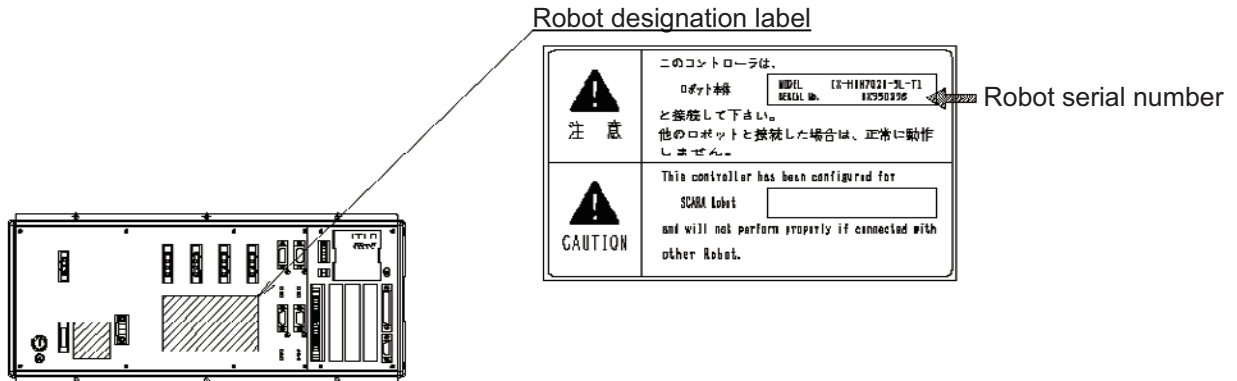 Robot designation label
このコントローラは、
ロボット本体
MODEL IX-HNN7021-5L-T1
SERIAL No.
Robot serial number
と接続して下さい。
注 意
他のロボットと接続した場合は、正常に動作
しません。
This controller has been configured for
SCARA Robot
CAUTION
and will not perform properly if connected with
other Robot.